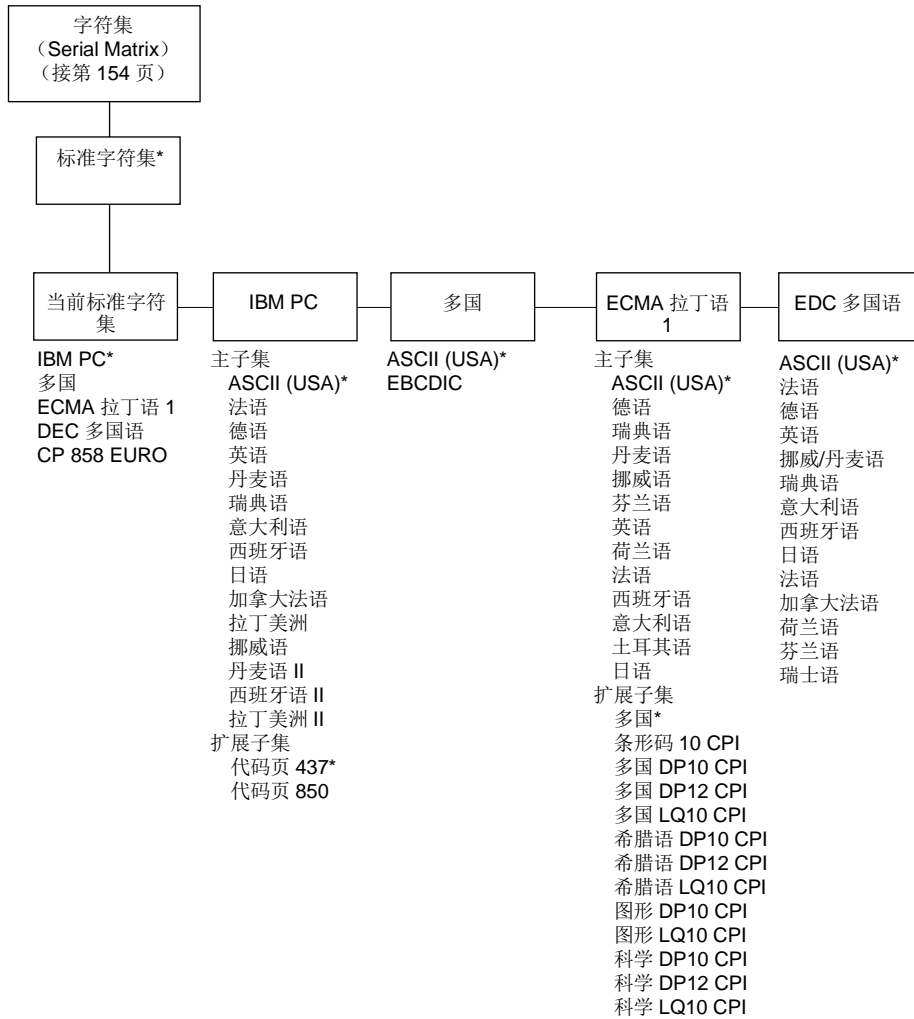 字符集
（Serial Matrix）
（接第 154 页）
标准字符集*
当前标准字符
集
IBM PC*
多国
ECMA 拉丁语 1
DEC 多国语
CP 858 EURO
IBM PC
主子集
ASCII (USA)*
法语
德语
英语
丹麦语
瑞典语
意大利语
西班牙语
日语
加拿大法语
拉丁美洲
挪威语
丹麦语 II
西班牙语 II
拉丁美洲 II
扩展子集
代码页 437*
代码页 850
多国
ASCII (USA)*
EBCDIC
ECMA 拉丁语
1
主子集
ASCII (USA)*
德语
瑞典语
丹麦语
挪威语
芬兰语
英语
荷兰语
法语
西班牙语
意大利语
土耳其语
日语
扩展子集
多国*
条形码 10 CPI
多国 DP10 CPI
多国 DP12 CPI
多国 LQ10 CPI
希腊语 DP10 CPI
希腊语 DP12 CPI
希腊语 LQ10 CPI
图形 DP10 CPI
图形 LQ10 CPI
科学 DP10 CPI
科学 DP12 CPI
科学 LQ10 CPI
EDC 多国语
ASCII (USA)*
法语
德语
英语
挪威/丹麦语
瑞典语
意大利语
西班牙语
日语
法语
加拿大法语
荷兰语
芬兰语
瑞士语